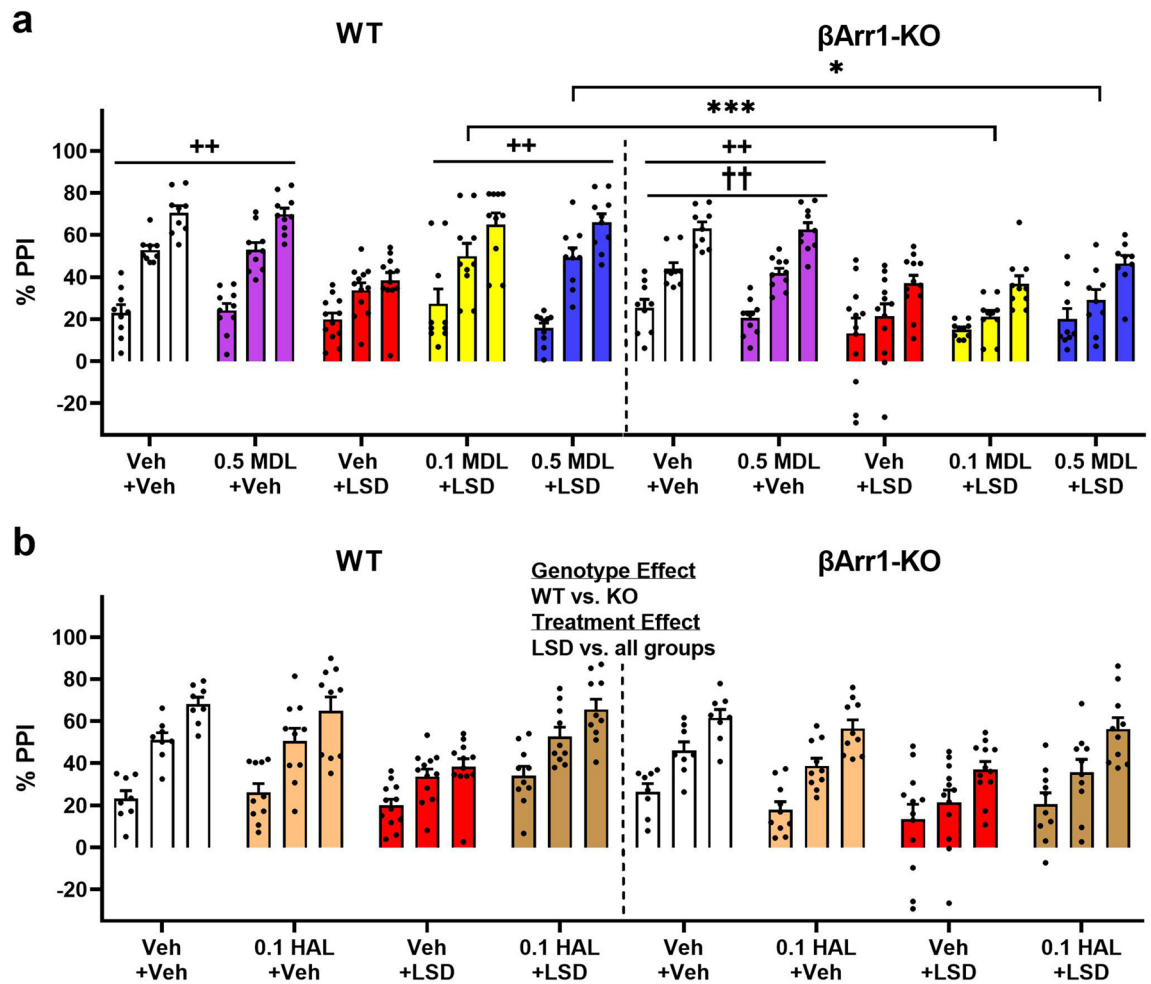 a
WT
βArr1-KO
*
***
++
++
++
††
% PPI
100
80
60
40
20
0
-20
Veh +Veh
0.5 MDL +Veh
Veh +LSD
0.1 MDL +LSD
0.5 MDL +LSD
Veh +Veh
0.5 MDL +Veh
Veh +LSD
0.1 MDL +LSD
0.5 MDL +LSD
b
WT
βArr1-KO
Genotype Effect
WT vs. KO
Treatment Effect
LSD vs. all groups
% PPI
100
80
60
40
20
0
-20
Veh +Veh
0.1 HAL +Veh
Veh +LSD
0.1 HAL +LSD
Veh +Veh
0.1 HAL +Veh
Veh +LSD
0.1 HAL +LSD